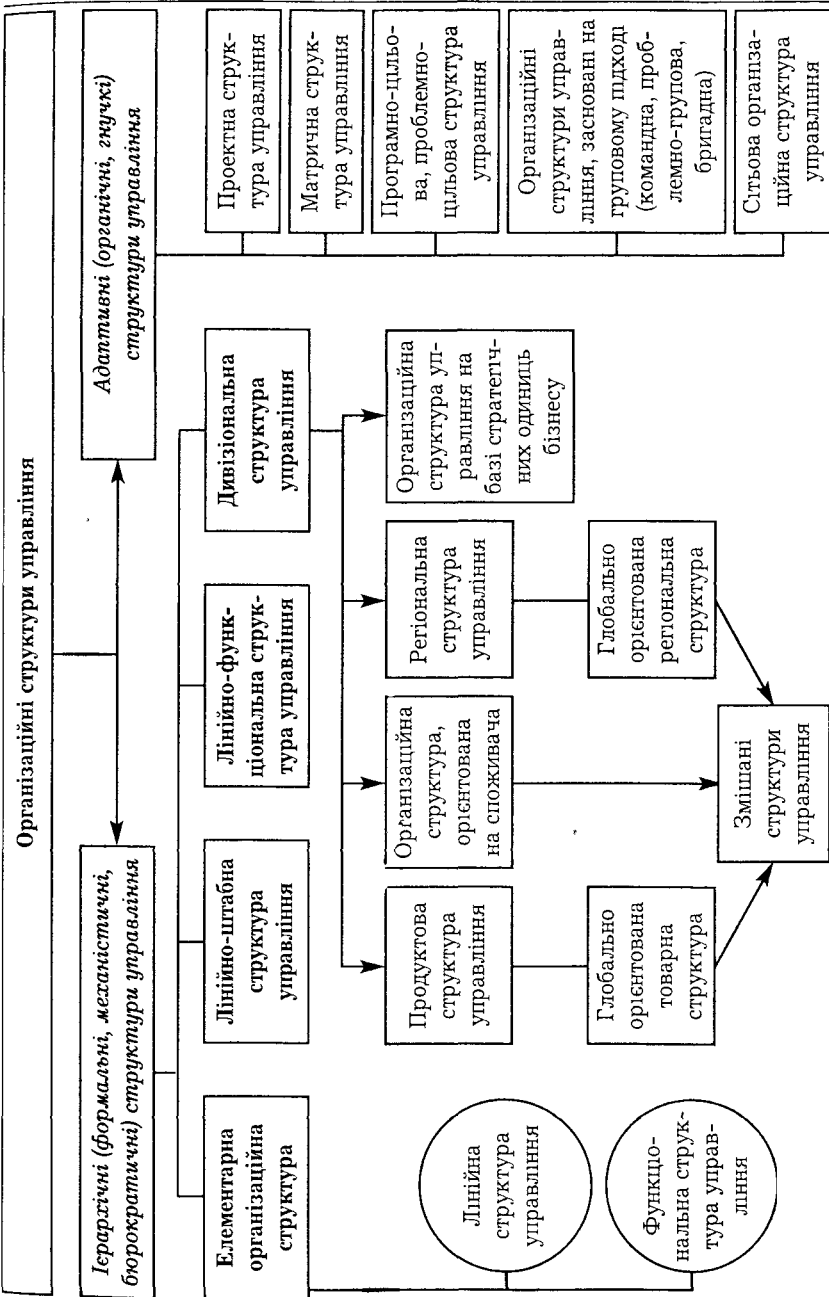 Організаційні структури управління
Ієрархічні (формальні, механістичні,
бюрократичні) структури управління
Адаптивні (органічні, гнучкі)
структури управління
Елементарна
організаційна
структура
Лінійно-штабна
структура
управління
Лінійно-функ-
ціональна струк-
тура управління
Дивізіональна
структура
управління
Проектна струк-
тура управління
Матрична струк-
тура управління
Програмно-цільо-
ва, проблемно-
цільова структура
управління
Організаційні
структури управ-
ління, засновані на
груповому підході
(командна, проб-
лемно-групова,
бригадна)
Сітьова організа-
ційна структура
управління
Лінійна
структура
управління
Функціо-
нальна струк-
тура управ-
ління
Продуктова
структура
управління
Організаційна
структура,
орієнтована
на споживача
Регіональна
структура
управління
Організаційна
структура уп-
равління на
базі стратегіч-
них одиниць
бізнесу
Глобально
орієнтована
товарна
структура
Глобально
орієнтована
регіональна
структура
Змішані
структури
управління